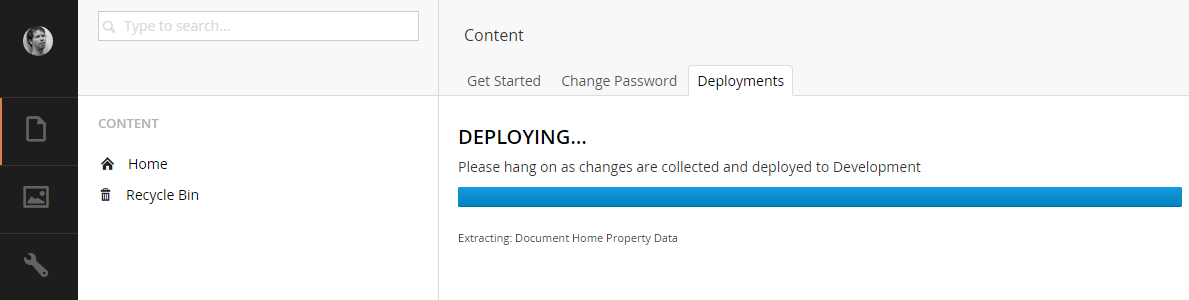 Type to search...
Content
Get Started Change Password Deployments
CONTENT
Home
Recycle Bin
DEPLOYING...
Please hang on as changes are collected and deployed to Development
Extracting: Document Home Property Data